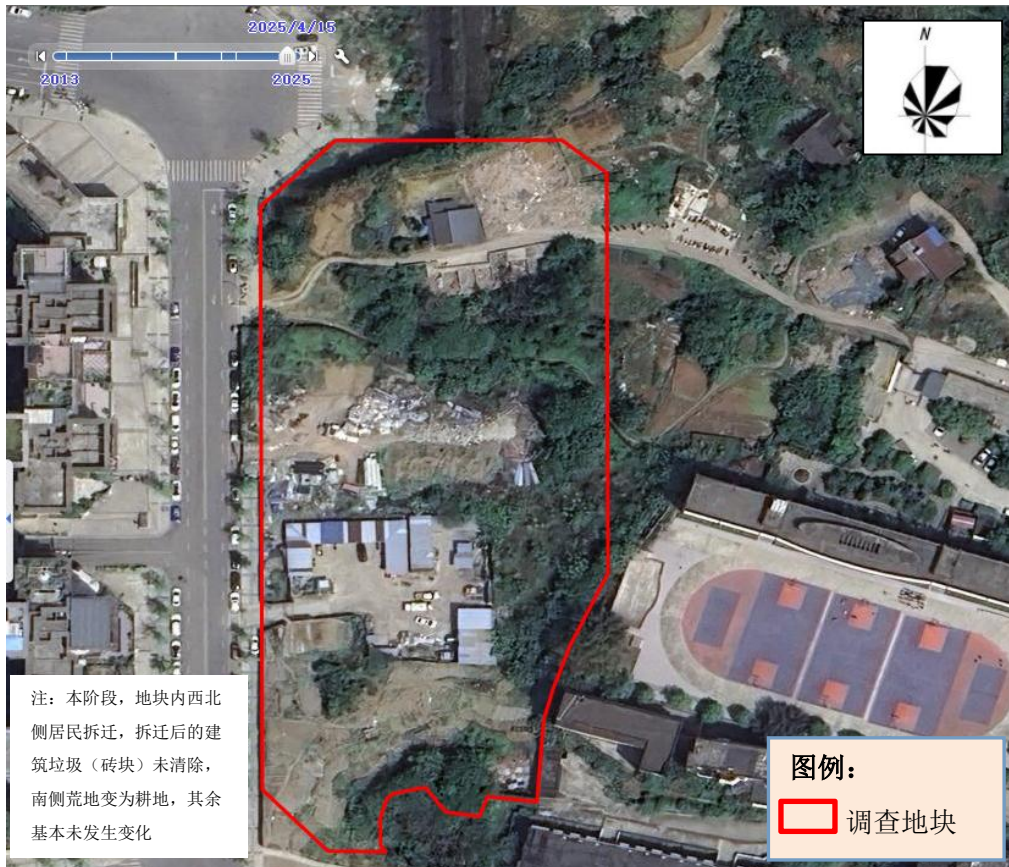 2025/4/15
2013
2025
N
注：本阶段，地块内西北
侧居民拆迁，拆迁后的建
筑垃圾（砖块）未清除，
南侧荒地变为耕地，其余
基本未发生变化
图例：
调查地块